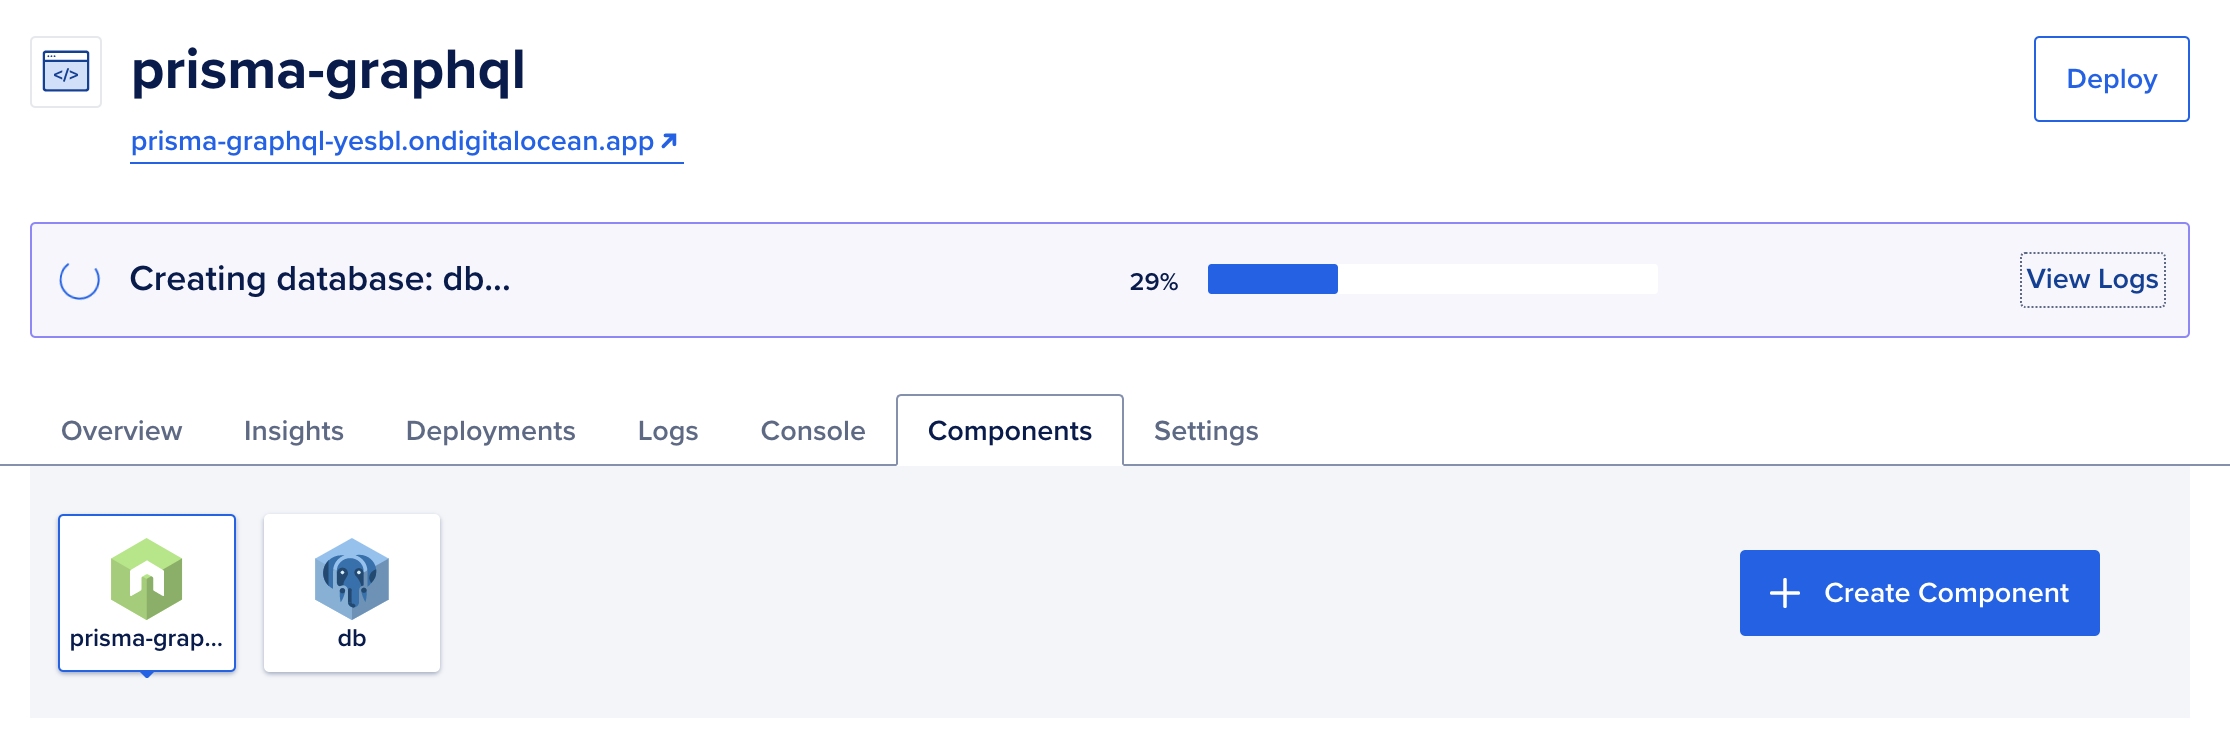 prisma-graphql
Deploy
prisma-graphql-yesbl.ondigitalocean.app
Creating database: db...
29%
View Logs
Overview
Insights
Deployments
Logs
Console
Components
Settings
prisma-grap...
db
Create Component